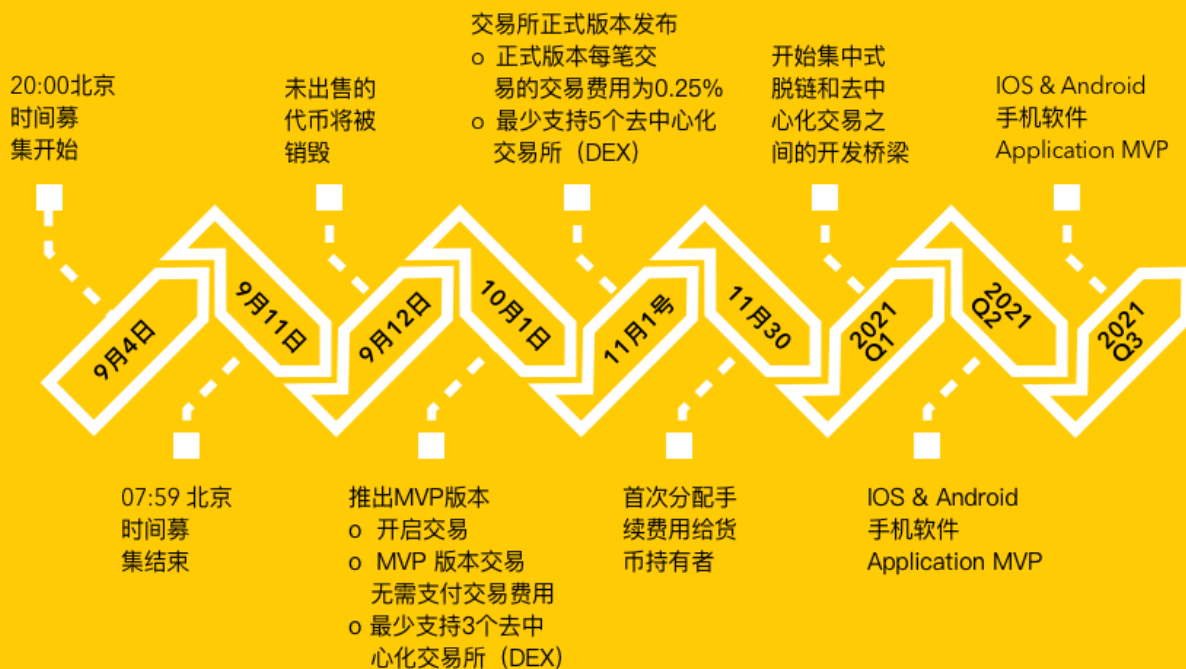 20:00北京
时间募
集开始
未出售的
代币将被
销毁
交易所正式版本发布
o 正式版本每笔交
易的交易费用为0.25%
o 最少支持5个去中心化
交易所（DEX）
开始集中式
脱链和去中
心化交易之
间的开发桥梁
IOS & Android
手机软件
Application MVP
9月4日
9月11日
9月12日
10月1日
11月1号
11月30
2021
Q1
2021
Q2
2021
Q3
07:59 北京
时间募
集结束
推出MVP版本
o 开启交易
o MVP 版本交易
无需支付交易费用
o 最少支持3个去中
心化交易所（DEX）
首次分配手
续费用给货
币持有者
IOS & Android
手机软件
Application MVP